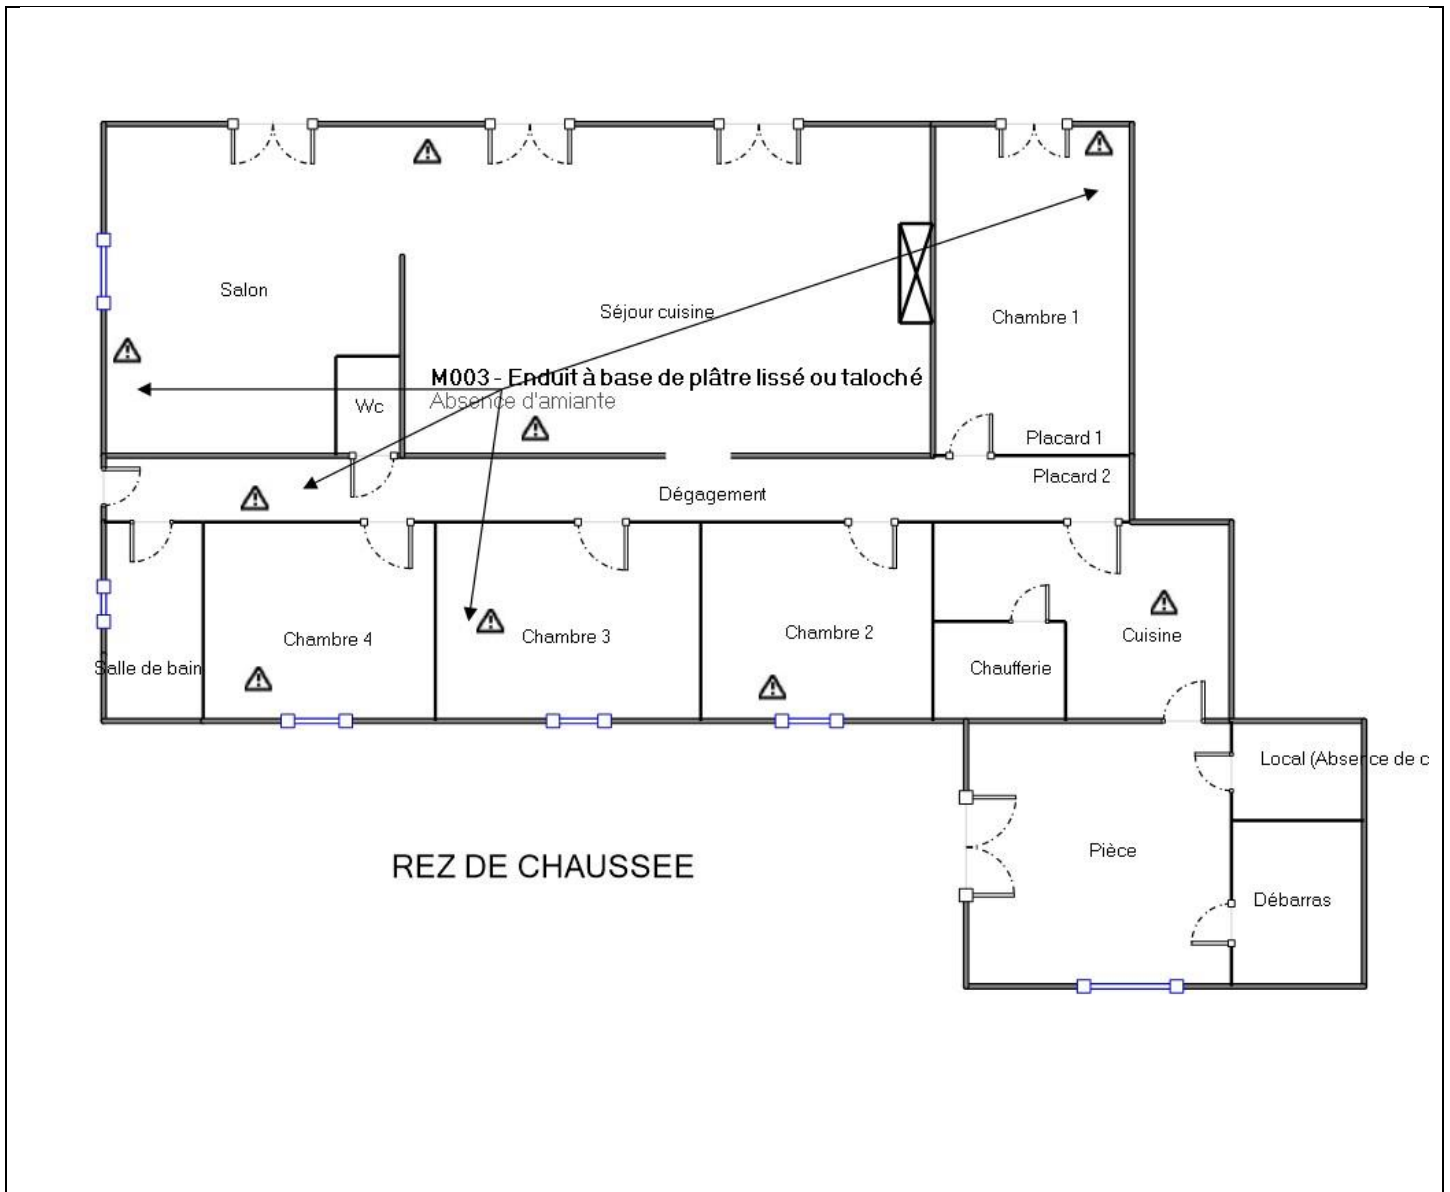 Salon
Séjour cuisine
Chambre 1
M003 - Enduit à base de plâtre lissé ou taloché
Absence d'amiante
Wc
Placard 1
Placard 2
Dégagement
Salle de bain
Chambre 4
Chambre 3
Chambre 2
Chaufferie
Cuisine
Local (Absence de c
Pièce
Débarras
REZ DE CHAUSSEE